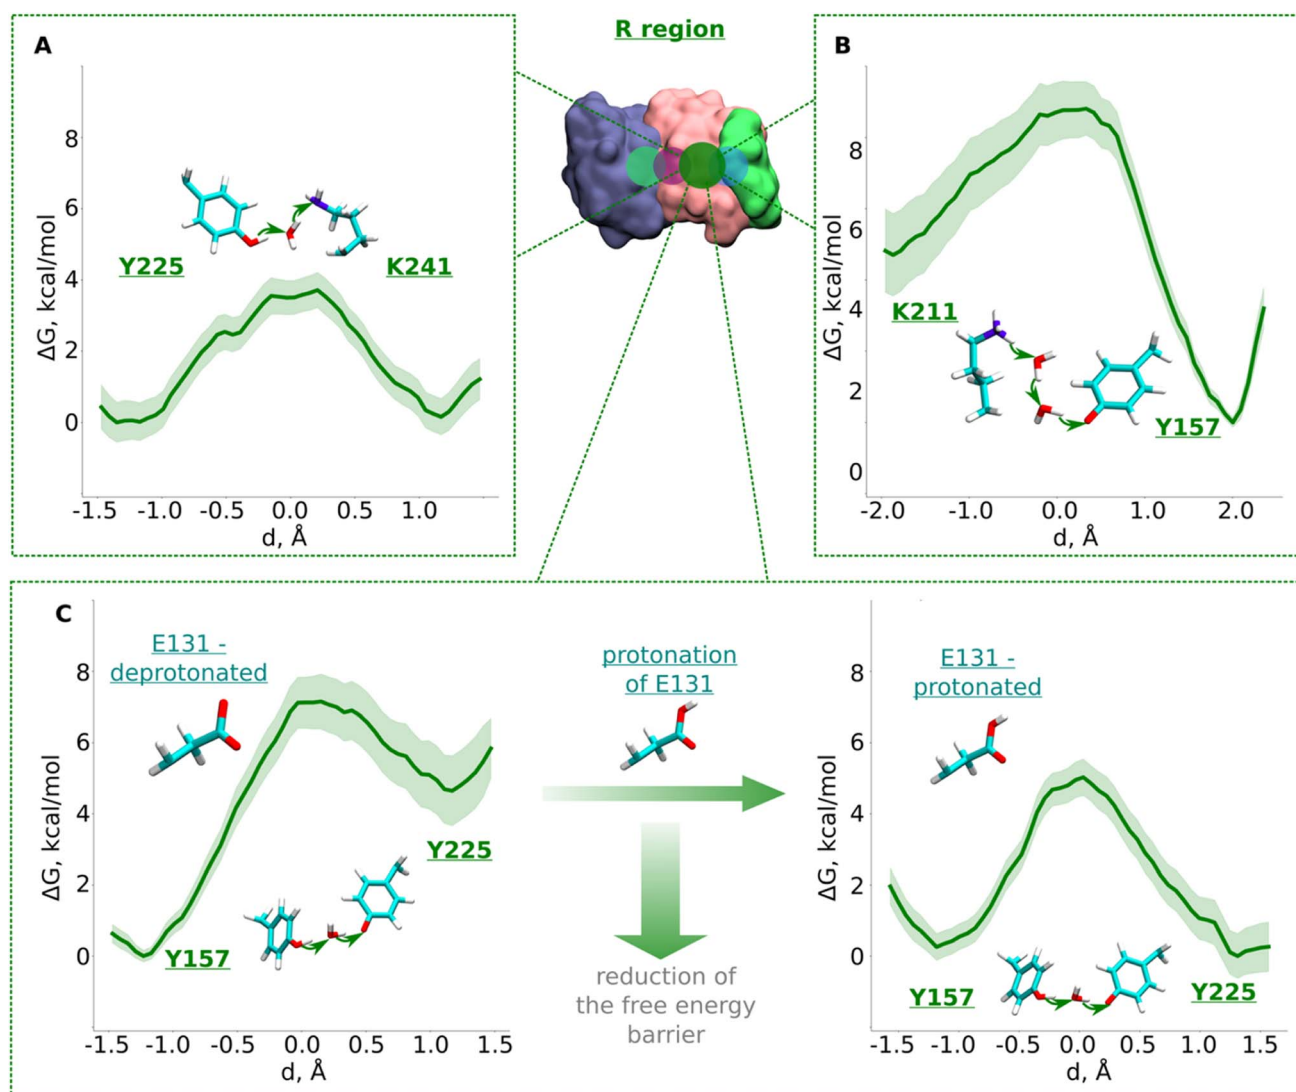 R region
A
8
6
4
2
0
ΔG, kcal/mol
Y225
K241
-1.5 -1.0 -0.5 0.0 0.5 1.0
d, Å
B
8
6
4
2
0
ΔG, kcal/mol
K211
Y157
-2.0 -1.0 0.0 1.0 2.0
d, Å
C
8
6
4
2
0
ΔG, kcal/mol
E131 -
deprotonated
Y157
Y225
-1.5 -1.0 -0.5 0.0 0.5 1.0 1.5
d, Å
protonation
of E131
reduction of
the free energy
barrier
8
6
4
2
0
ΔG, kcal/mol
E131 -
protonated
Y157
Y225
-1.5 -1.0 -0.5 0.0 0.5 1.0 1.5
d, Å